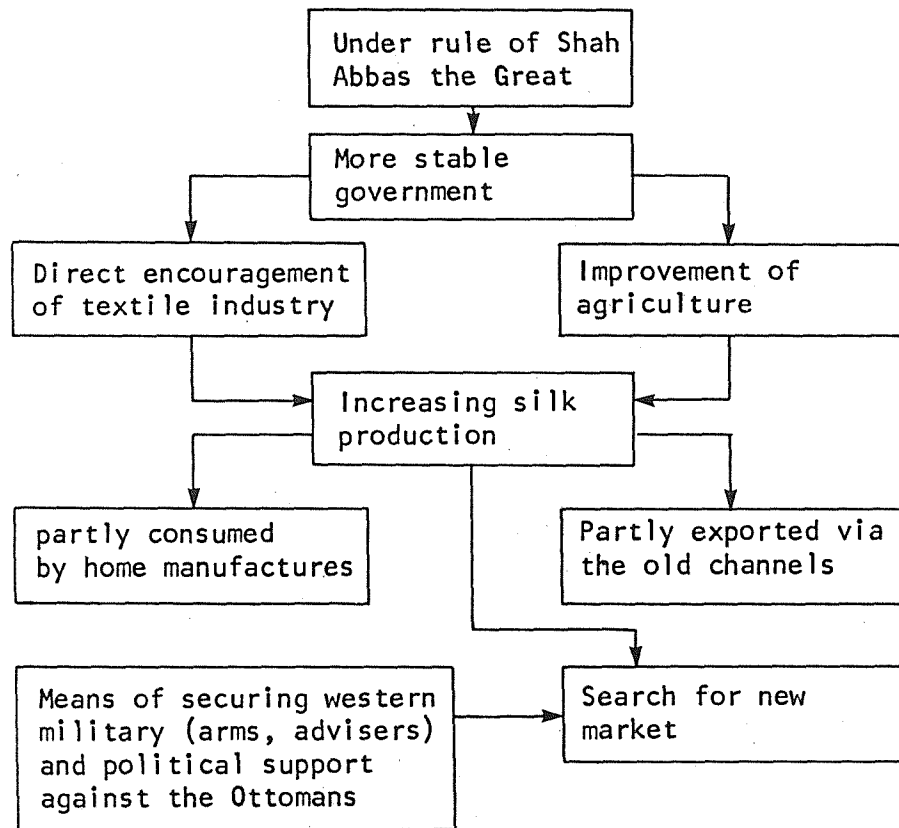 Under rule of Shah
Abbas the Great
More stable
government
Direct encouragement
of textile industry
Improvement of
agriculture
Increasing silk
production
partly consumed
by home manufactures
Partly exported via
the old channels
Means of securing western
military (arms, advisers)
and political support
against the Ottomans
Search for new
market